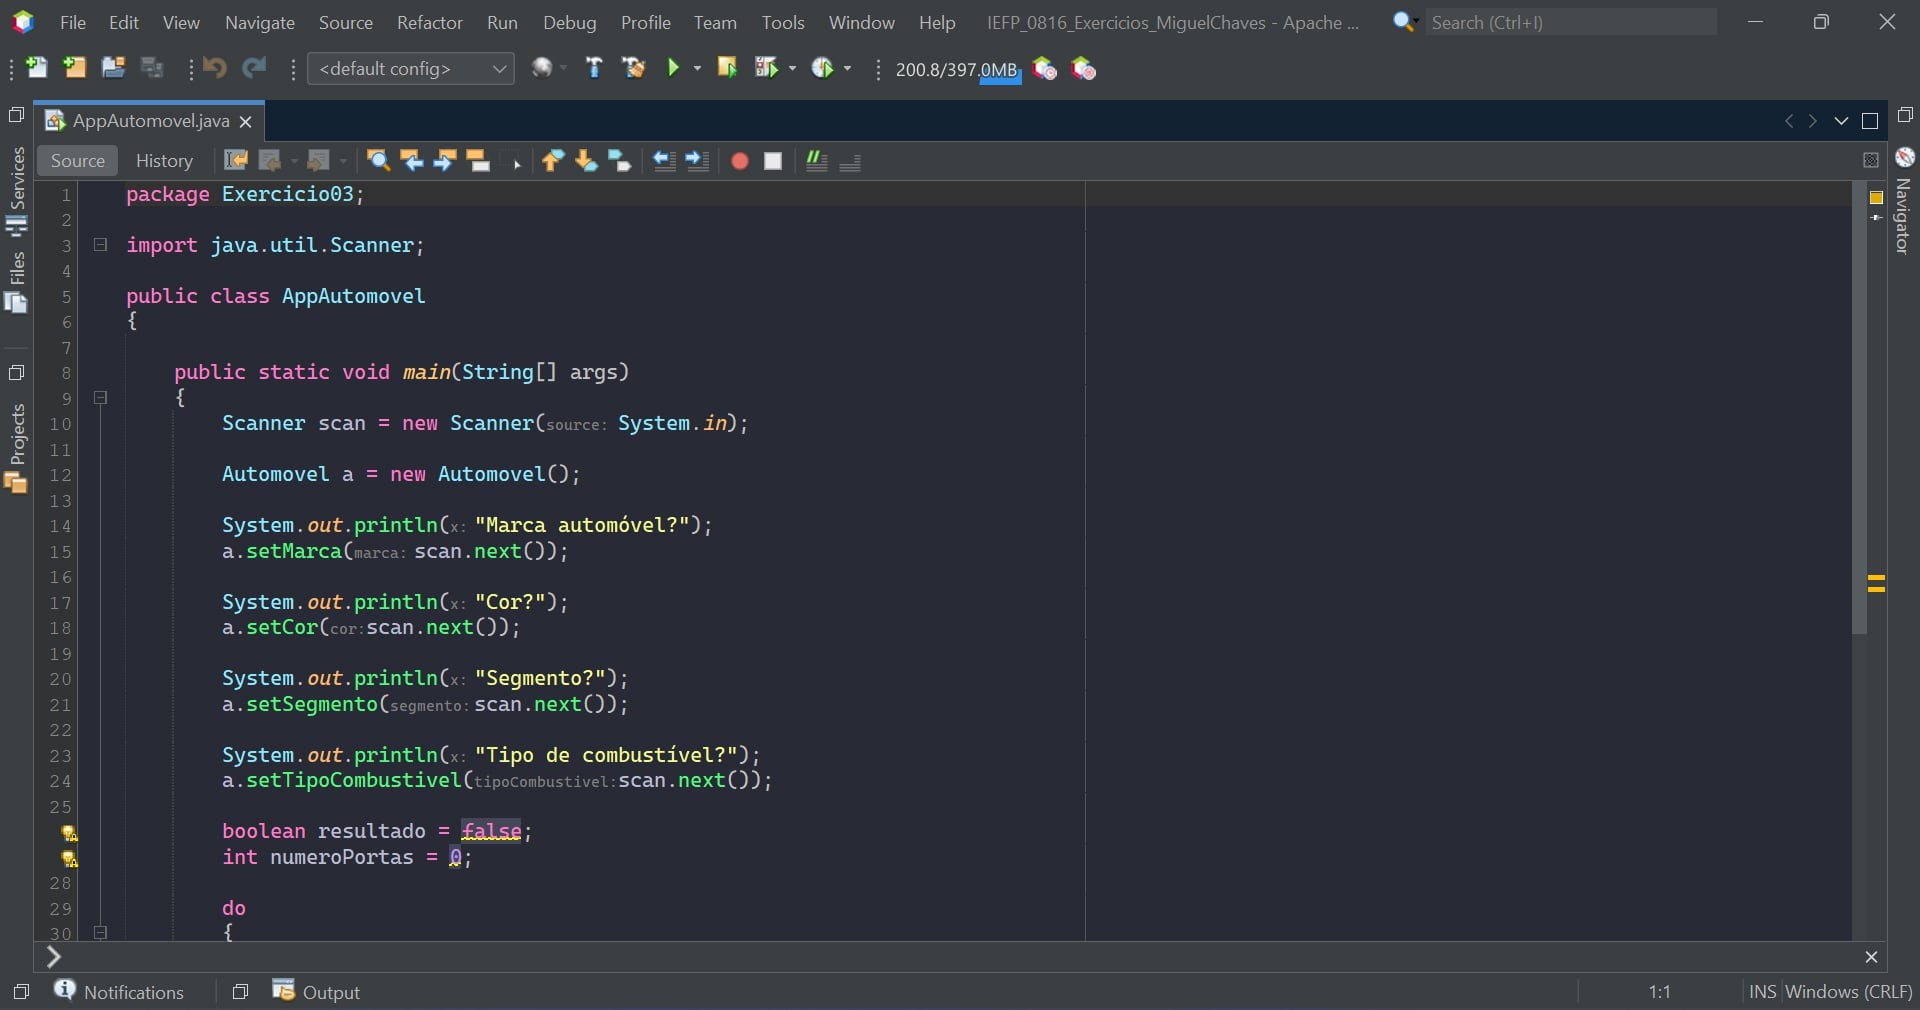 File Edit View Navigate Source Refactor Run Debug Profile Team Tools Window Help IEFP_0816_Exercicios_MiguelChaves - Apache ... Search (Ctrl+I)
<default config> 200.8/397.0MB
AppAutomovel.java
Source History
Services
Files
Projects
Navigator
1 package Exercicio03;
2
3 import java.util.Scanner;
4
5 public class AppAutomovel
6 {
7
8 public static void main(String[] args)
9 {
10 Scanner scan = new Scanner(source: System.in);
11
12 Automovel a = new Automovel();
13
14 System.out.println(x: "Marca automóvel?");
15 a.setMarca(marca: scan.next());
16
17 System.out.println(x: "Cor?");
18 a.setCor(cor: scan.next());
19
20 System.out.println(x: "Segmento?");
21 a.setSegmento(segmento: scan.next());
22
23 System.out.println(x: "Tipo de combustível?");
24 a.setTipoCombustivel(tipoCombustivel: scan.next());
25
boolean resultado = false;
int numeroPortas = 0;
28
29 do
30 {
Notifications Output 1:1 INS Windows (CRLF)